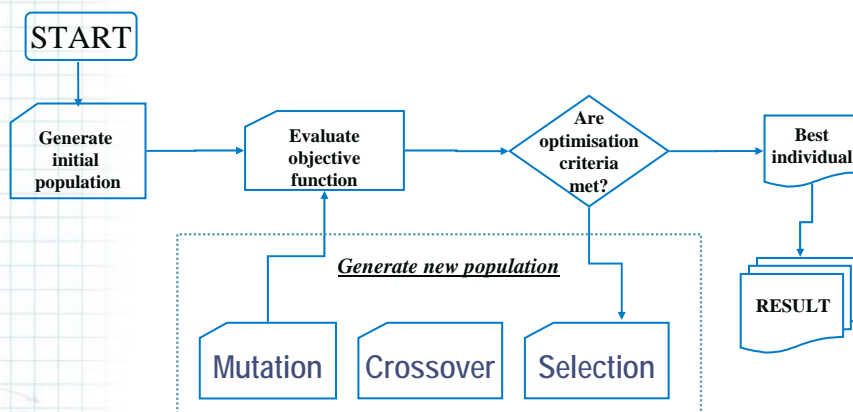 START
Generate
initial
population
Evaluate
objective
function
Are
optimisation
criteria
met?
Best
individual
Generate new population
Mutation
Crossover
Selection
RESULT